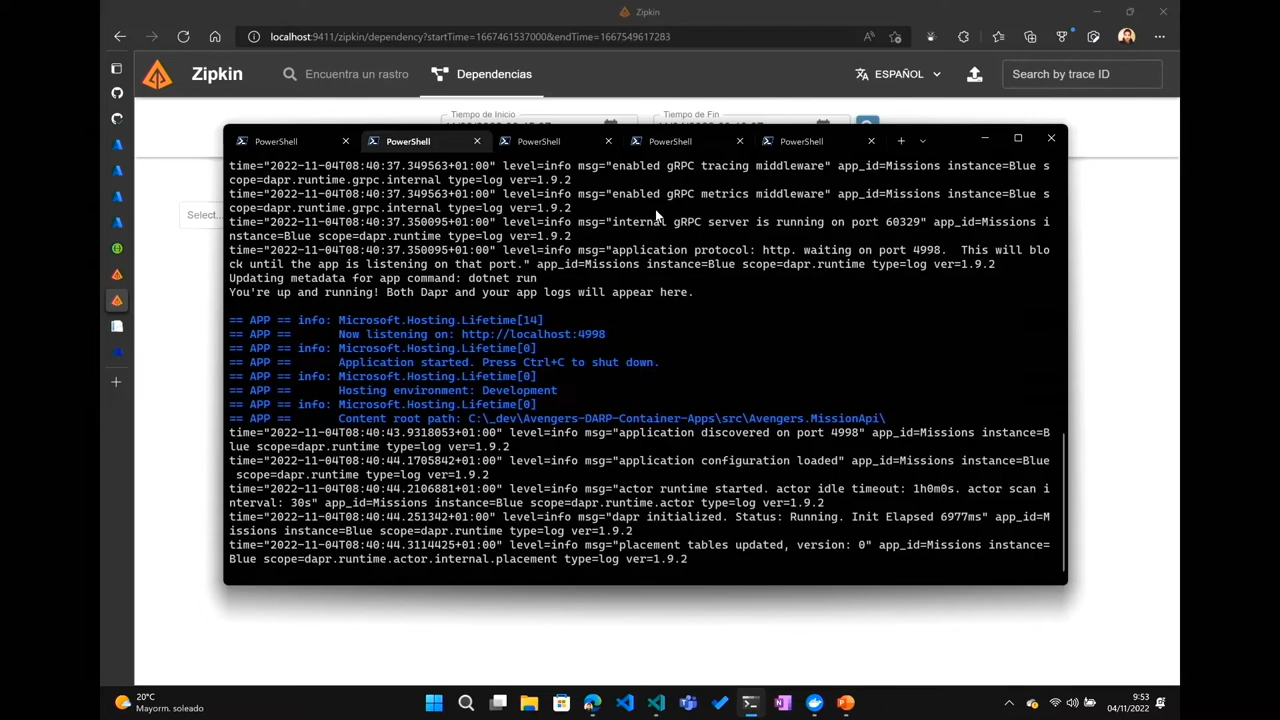 Zipkin
localhost:9411/zipkin/dependency?startTime=1667461537000&endTime=1667549617283
Zipkin
Encuentra un rastro
Dependencias
ESPAÑOL
Search by trace ID
Tiempo de Inicio
Tiempo de Fin
Select...
PowerShell
PowerShell
PowerShell
PowerShell
PowerShell
time="2022-11-04T08:40:37.349563+01:00" level=info msg="enabled gRPC tracing middleware" app_id=Missions instance=Blue s
cope=dapr.runtime.grpc.internal type=log ver=1.9.2
time="2022-11-04T08:40:37.349563+01:00" level=info msg="enabled gRPC metrics middleware" app_id=Missions instance=Blue s
cope=dapr.runtime.grpc.internal type=log ver=1.9.2
time="2022-11-04T08:40:37.350095+01:00" level=info msg="internal gRPC server is running on port 60329" app_id=Missions i
nstance=Blue scope=dapr.runtime type=log ver=1.9.2
time="2022-11-04T08:40:37.350095+01:00" level=info msg="application protocol: http. waiting on port 4998.  This will blo
ck until the app is listening on that port." app_id=Missions instance=Blue scope=dapr.runtime type=log ver=1.9.2
Updating metadata for app command: dotnet run
You're up and running! Both Dapr and your app logs will appear here.
== APP == info: Microsoft.Hosting.Lifetime[14]
== APP ==       Now listening on: http://localhost:4998
== APP == info: Microsoft.Hosting.Lifetime[0]
== APP ==       Application started. Press Ctrl+C to shut down.
== APP == info: Microsoft.Hosting.Lifetime[0]
== APP ==       Hosting environment: Development
== APP == info: Microsoft.Hosting.Lifetime[0]
== APP ==       Content root path: C:\_dev\Avengers-DARP-Container-Apps\src\Avengers.MissionApi\
time="2022-11-04T08:40:43.9318053+01:00" level=info msg="application discovered on port 4998" app_id=Missions instance=B
lue scope=dapr.runtime type=log ver=1.9.2
time="2022-11-04T08:40:44.1705842+01:00" level=info msg="application configuration loaded" app_id=Missions instance=Blue
 scope=dapr.runtime type=log ver=1.9.2
time="2022-11-04T08:40:44.2106881+01:00" level=info msg="actor runtime started. actor idle timeout: 1h0m0s. actor scan i
nterval: 30s" app_id=Missions instance=Blue scope=dapr.runtime.actor type=log ver=1.9.2
time="2022-11-04T08:40:44.251342+01:00" level=info msg="dapr initialized. Status: Running. Init Elapsed 6977ms" app_id=M
issions instance=Blue scope=dapr.runtime type=log ver=1.9.2
time="2022-11-04T08:40:44.3114425+01:00" level=info msg="placement tables updated, version: 0" app_id=Missions instance=
Blue scope=dapr.runtime.actor.internal.placement type=log ver=1.9.2
20°C
Mayorm. soleado
9:53
04/11/2022